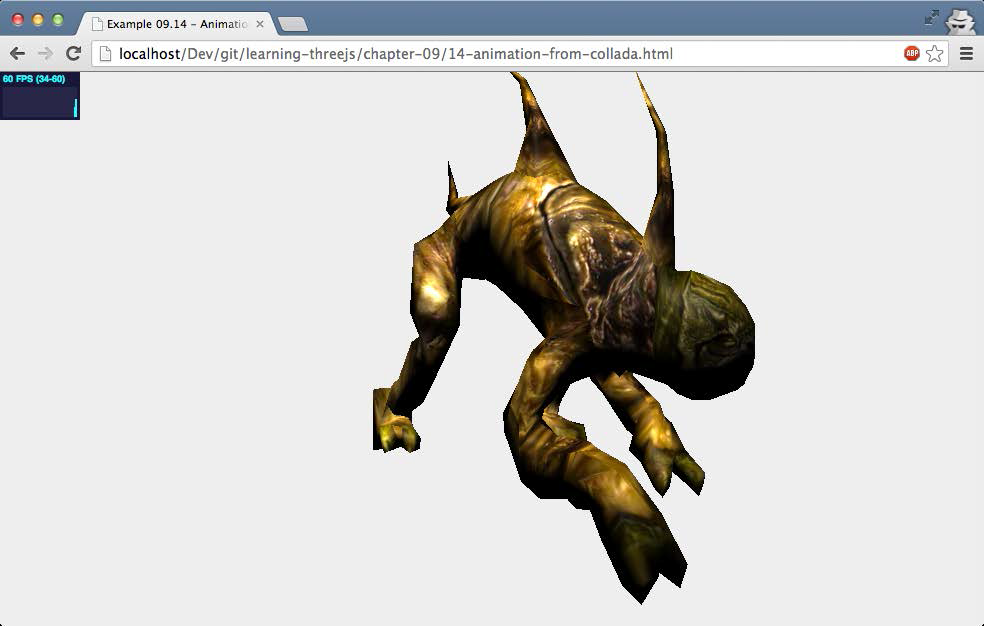 Example 09.14 – Animatio
localhost/Dev/git/learning-threejs/chapter-09/14-animation-from-collada.html
ABP
60 FPS (34-60)